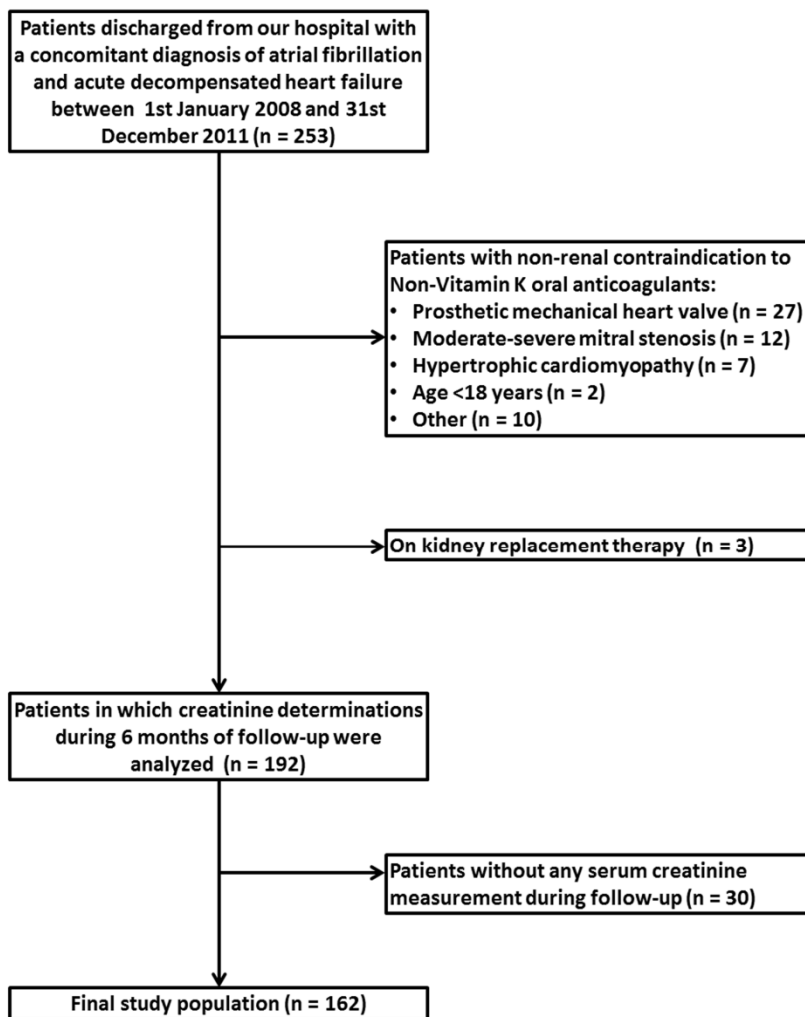 Patients discharged from our hospital with
a concomitant diagnosis of atrial fibrillation
and acute decompensated heart failure
between 1st January 2008 and 31st
December 2011 (n = 253)
Patients with non-renal contraindication to
Non-Vitamin K oral anticoagulants:
• Prosthetic mechanical heart valve (n = 27)
• Moderate-severe mitral stenosis (n = 12)
• Hypertrophic cardiomyopathy (n = 7)
• Age <18 years (n = 2)
• Other (n = 10)
On kidney replacement therapy (n = 3)
Patients in which creatinine determinations
during 6 months of follow-up were
analyzed (n = 192)
Patients without any serum creatinine
measurement during follow-up (n = 30)
Final study population (n = 162)